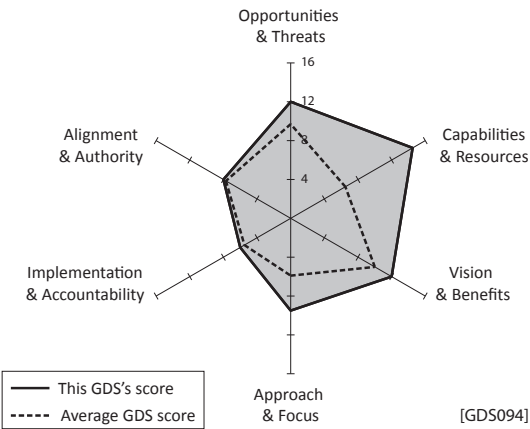 Opportunities
& Threats
16
12
8
4
Alignment
& Authority
Capabilities
& Resources
Implementation
& Accountability
Vision
& Benefits
This GDS's score
Average GDS score
Approach
& Focus
[GDS094]